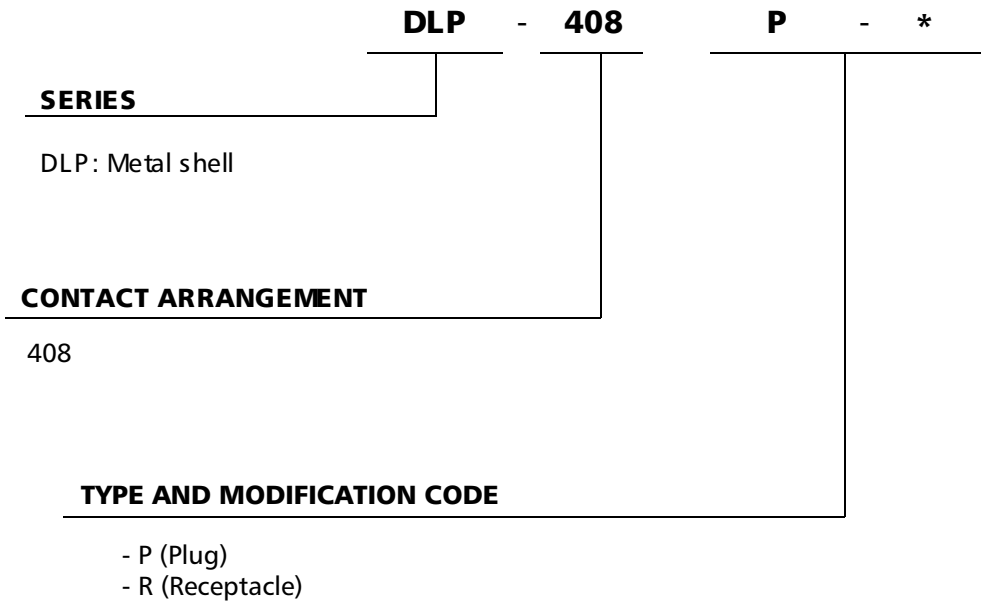 DLP - 408 P - *
SERIES
DLP: Metal shell
CONTACT ARRANGEMENT
408
TYPE AND MODIFICATION CODE
- P (Plug)
- R (Receptacle)